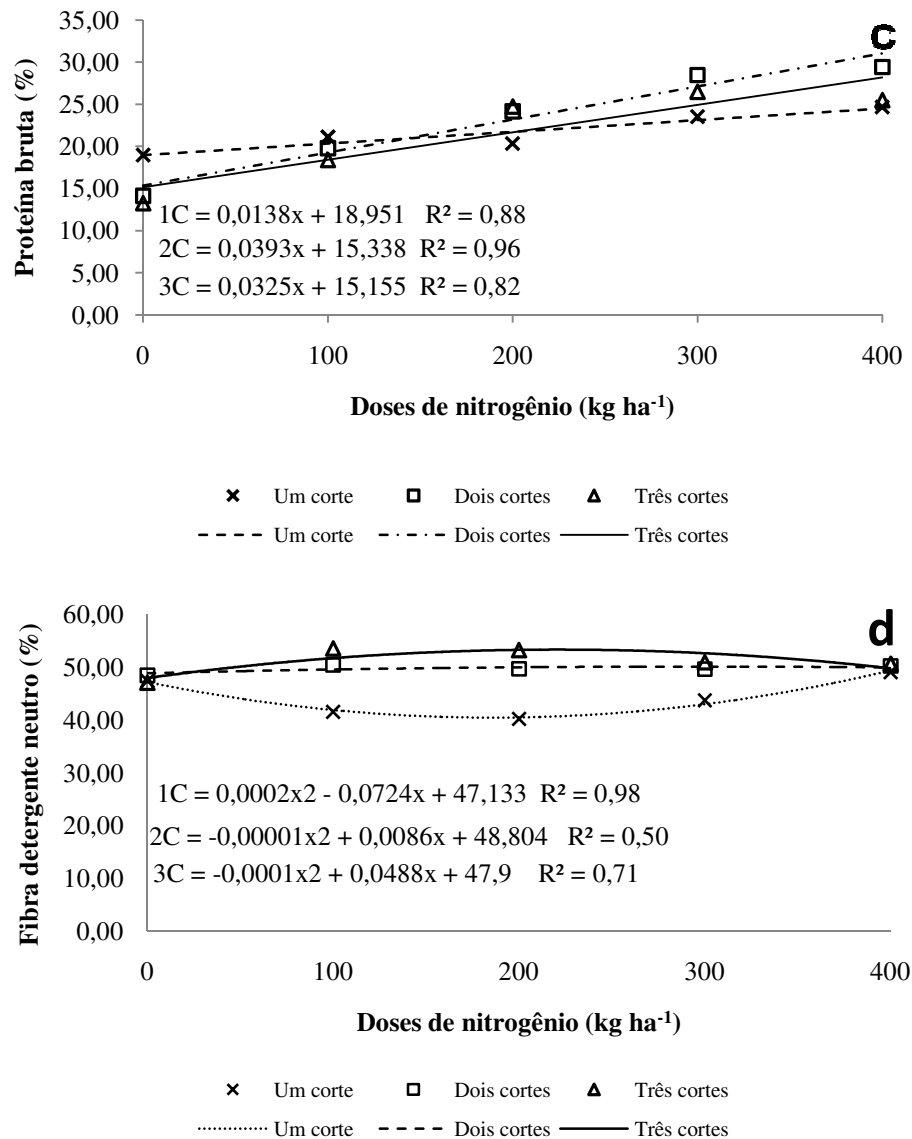 35,00
30,00
25,00
20,00
15,00
10,00
5,00
0,00
Proteína bruta (%)
c
1C = 0,0138x + 18,951 R² = 0,88
2C = 0,0393x + 15,338 R² = 0,96
3C = 0,0325x + 15,155 R² = 0,82
0 100 200 300 400
Doses de nitrogênio (kg ha⁻¹)
Um corte Dois cortes Três cortes
Um corte Dois cortes Três cortes
60,00
50,00
40,00
30,00
20,00
10,00
0,00
Fibra detergente neutro (%)
d
1C = 0,0002x2 - 0,0724x + 47,133 R² = 0,98
2C = -0,00001x2 + 0,0086x + 48,804 R² = 0,50
3C = -0,0001x2 + 0,0488x + 47,9 R² = 0,71
0 100 200 300 400
Doses de nitrogênio (kg ha⁻¹)
Um corte Dois cortes Três cortes
Um corte Dois cortes Três cortes